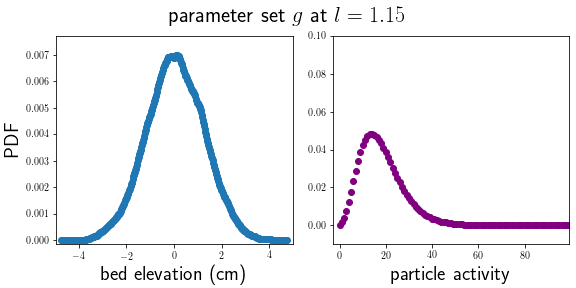 parameter set g at l = 1.15
PDF
0.007
0.006
0.005
0.004
0.003
0.002
0.001
0.000
−4 −2 0 2 4
bed elevation (cm)
0.10
0.08
0.06
0.04
0.02
0.00
0 20 40 60 80
particle activity